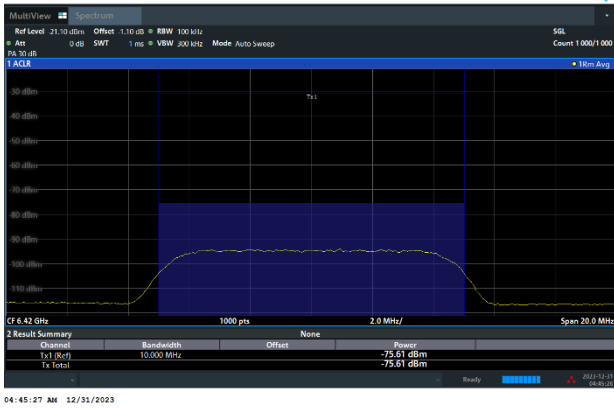 MultiView Spectrum
Ref Level -21.10 dBm Offset -1.10 dB RBW 100 kHz SGL
Att 0 dB SWT 1 ms VBW 300 kHz Mode Auto Sweep Count 1000/1000
PA 30 dB
1 ACLR 1Rm Avg
Tx1
-30 dBm
-40 dBm
-50 dBm
-60 dBm
-70 dBm
-80 dBm
-90 dBm
-100 dBm
-110 dBm
CF 6.42 GHz 1000 pts 2.0 MHz/ Span 20.0 MHz
2 Result Summary None
Channel Bandwidth Offset Power
Tx1 (Ref) 10.000 MHz -75.61 dBm
Tx Total -75.61 dBm
Ready 2023-12-31
04:45:26
04:45:27 AM 12/31/2023